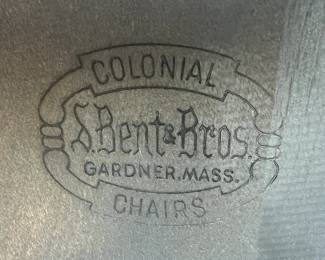 COLONIAL
S. Bent & Bros.
GARDNER, MASS.
CHAIRS